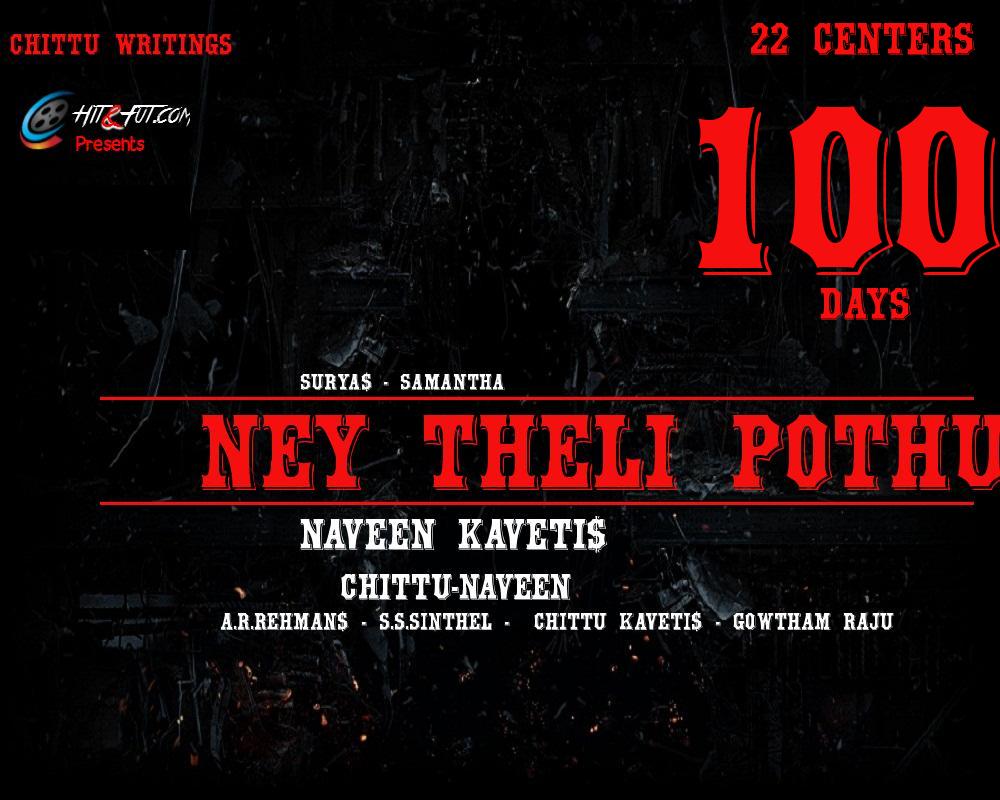 CHITTU WRITINGS
22 CENTERS
HIT&FUT.COM
Presents
100
DAYS
SURYA$ - SAMANTHA
NEY THELI POTHU
NAVEEN KAVETI$
CHITTU-NAVEEN
A.R.REHMAN$ - S.S.SINTHEL - CHITTU KAVETI$ - GOWTHAM RAJU